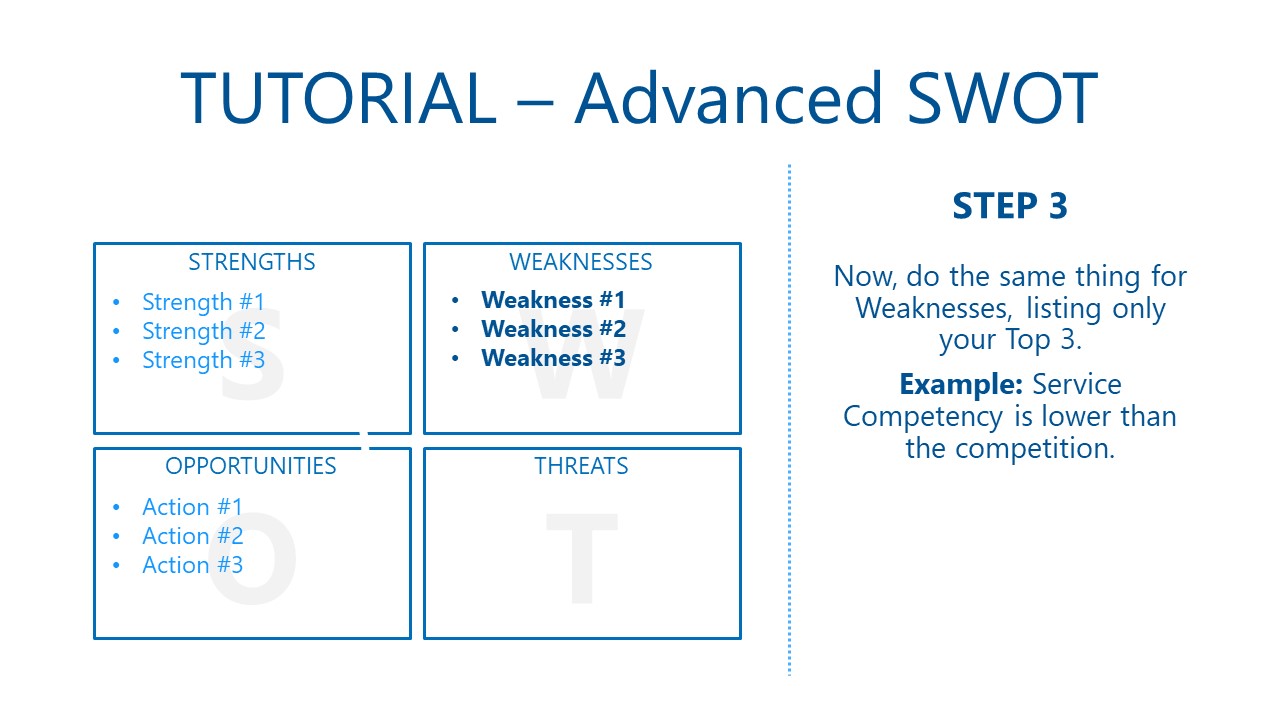 TUTORIAL – Advanced SWOT
STRENGTHS
• Strength #1
• Strength #2
• Strength #3
S
WEAKNESSES
• Weakness #1
• Weakness #2
• Weakness #3
W
OPPORTUNITIES
• Action #1
• Action #2
• Action #3
O
THREATS
T
STEP 3
Now, do the same thing for
Weaknesses, listing only
your Top 3.
Example: Service
Competency is lower than
the competition.